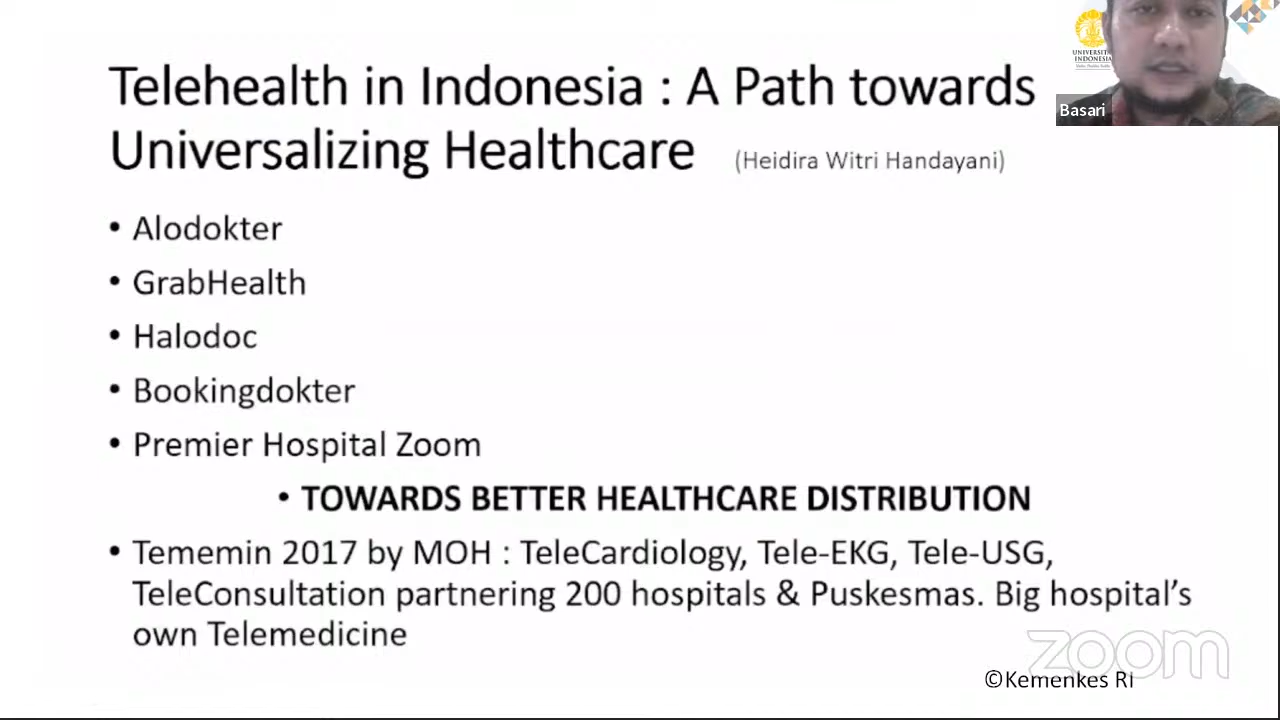 Telehealth in Indonesia : A Path towards
Universalizing Healthcare (Heidira Witri Handayani)
UNIVERSITAS
INDONESIA
Basari
• Alodokter
• GrabHealth
• Halodoc
• Bookingdokter
• Premier Hospital Zoom
• TOWARDS BETTER HEALTHCARE DISTRIBUTION
• Tememin 2017 by MOH : TeleCardiology, Tele-EKG, Tele-USG,
TeleConsultation partnering 200 hospitals & Puskesmas. Big hospital’s
own Telemedicine
zoom
©Kemenkes RI